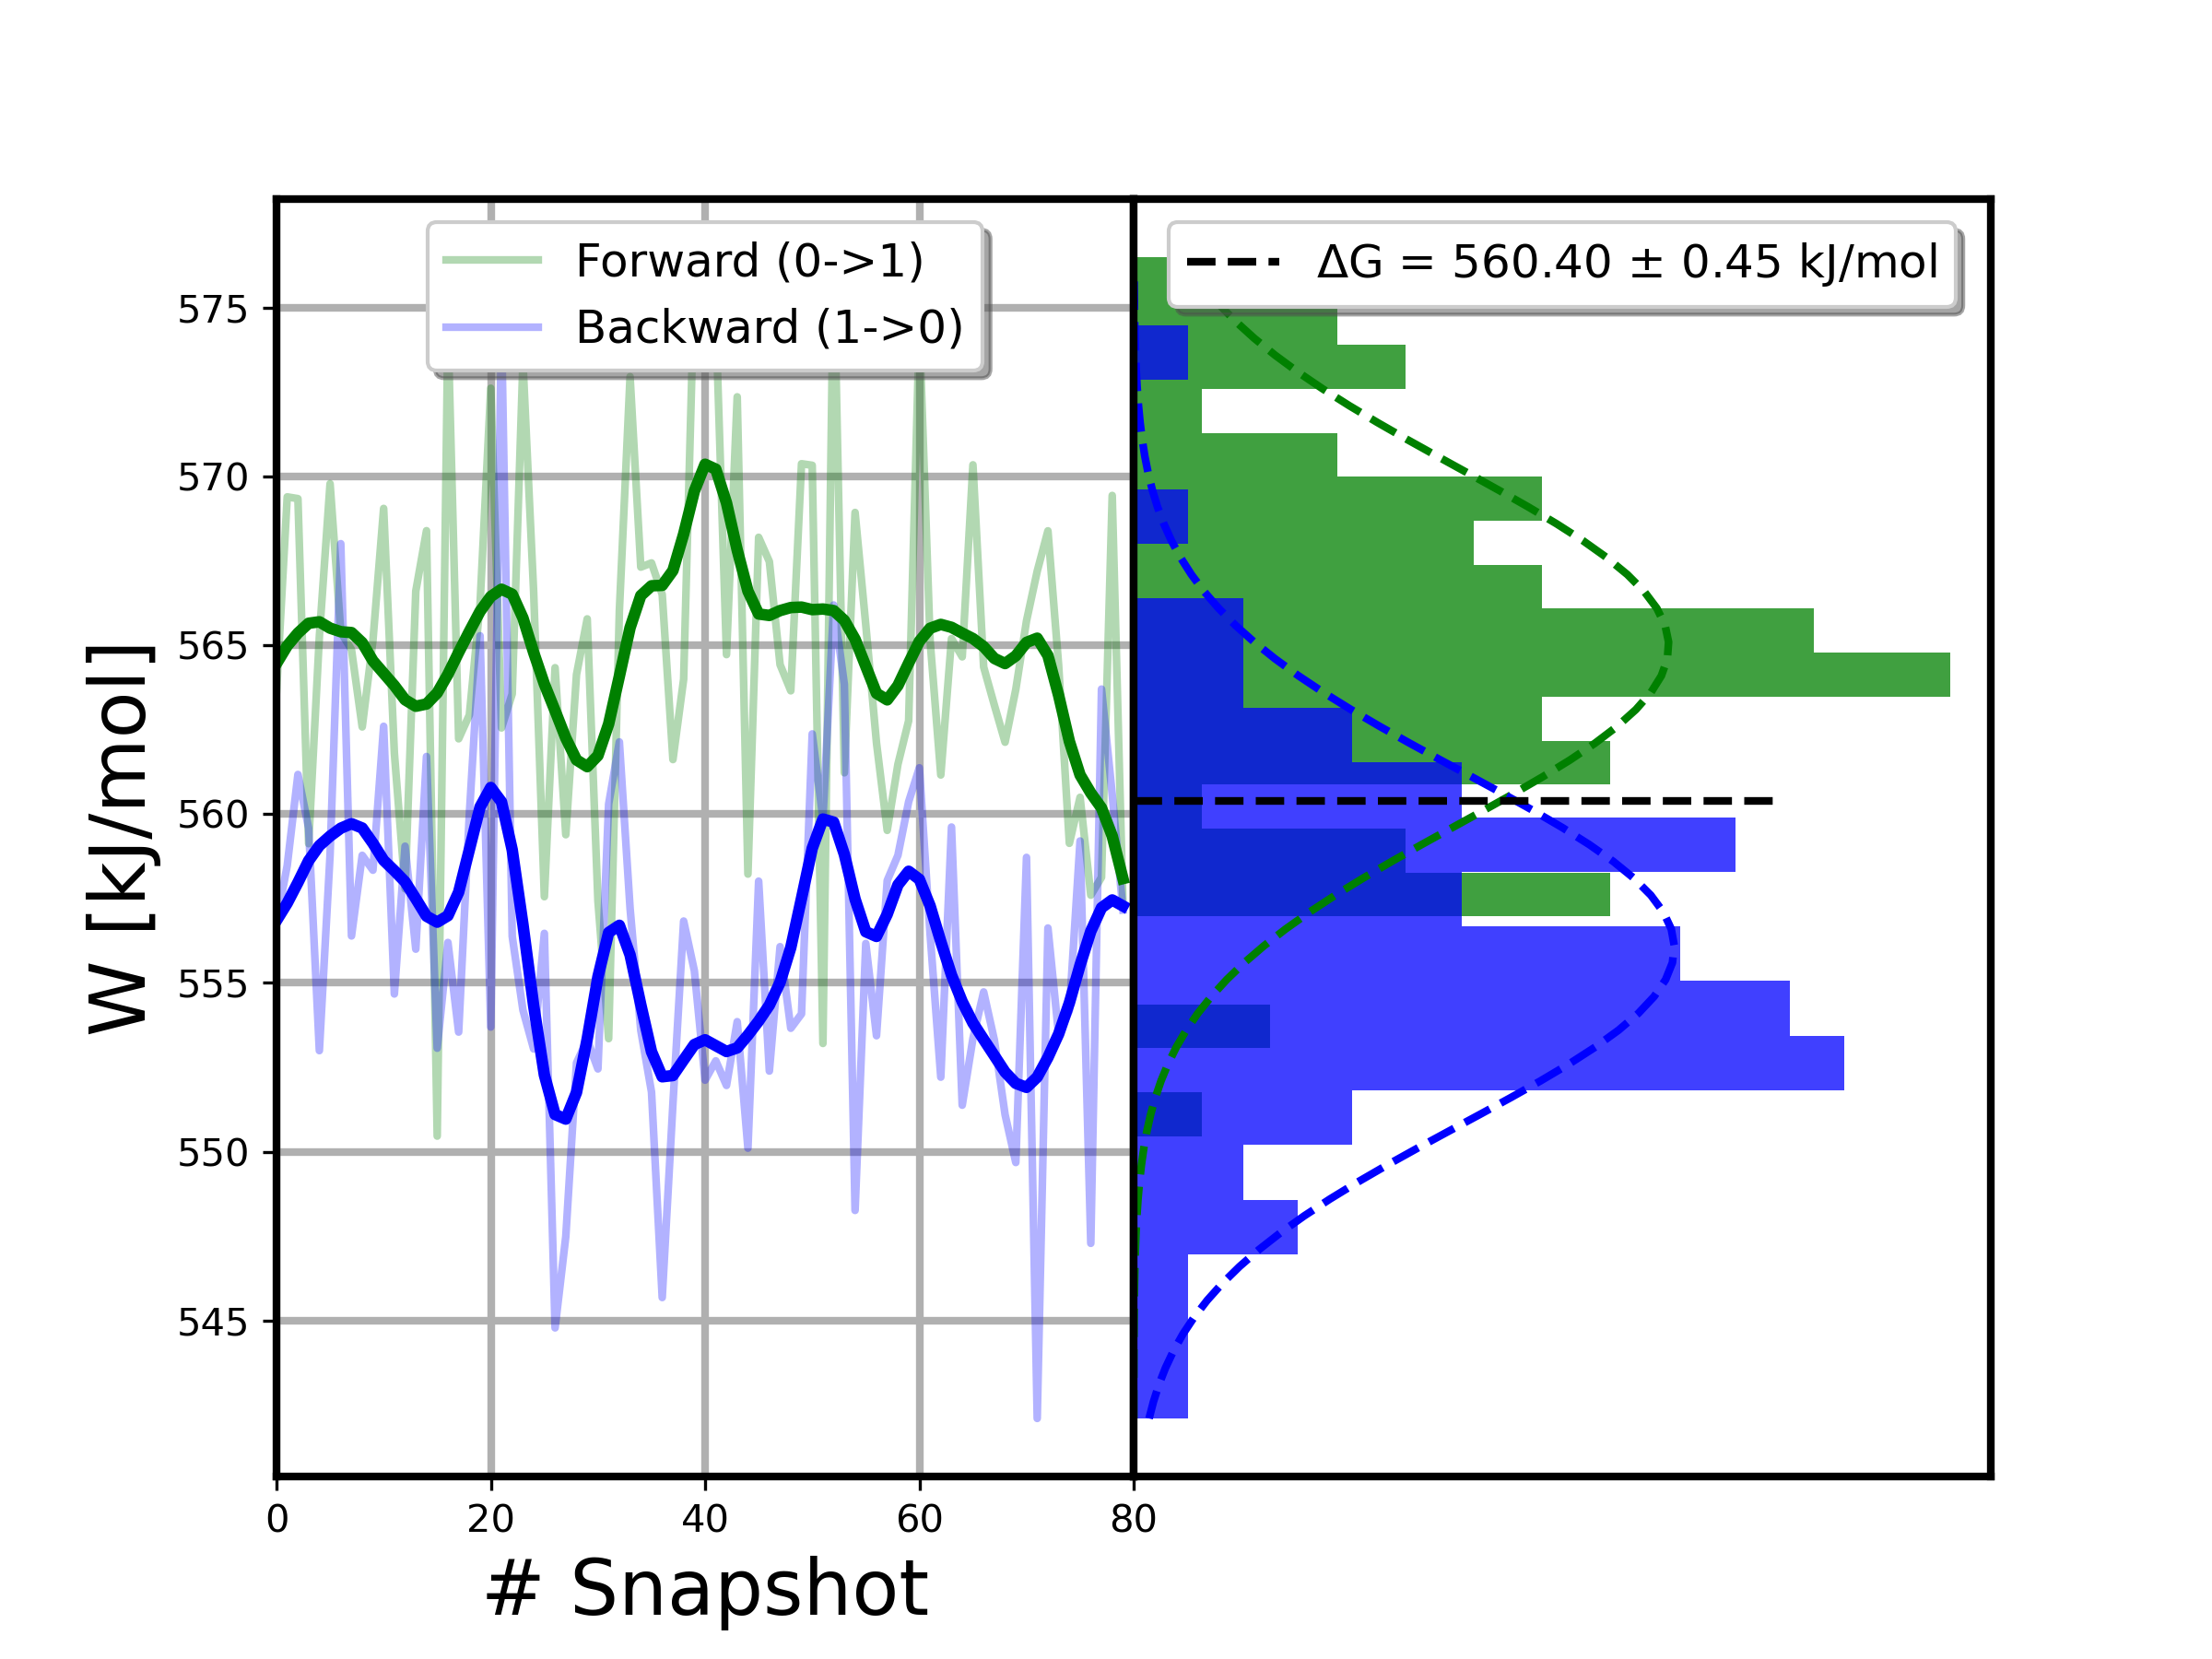 Forward (0->1)
Backward (1->0)
ΔG = 560.40 ± 0.45 kJ/mol
575
570
565
560
555
550
545
W [kJ/mol]
0 20 40 60 80
# Snapshot